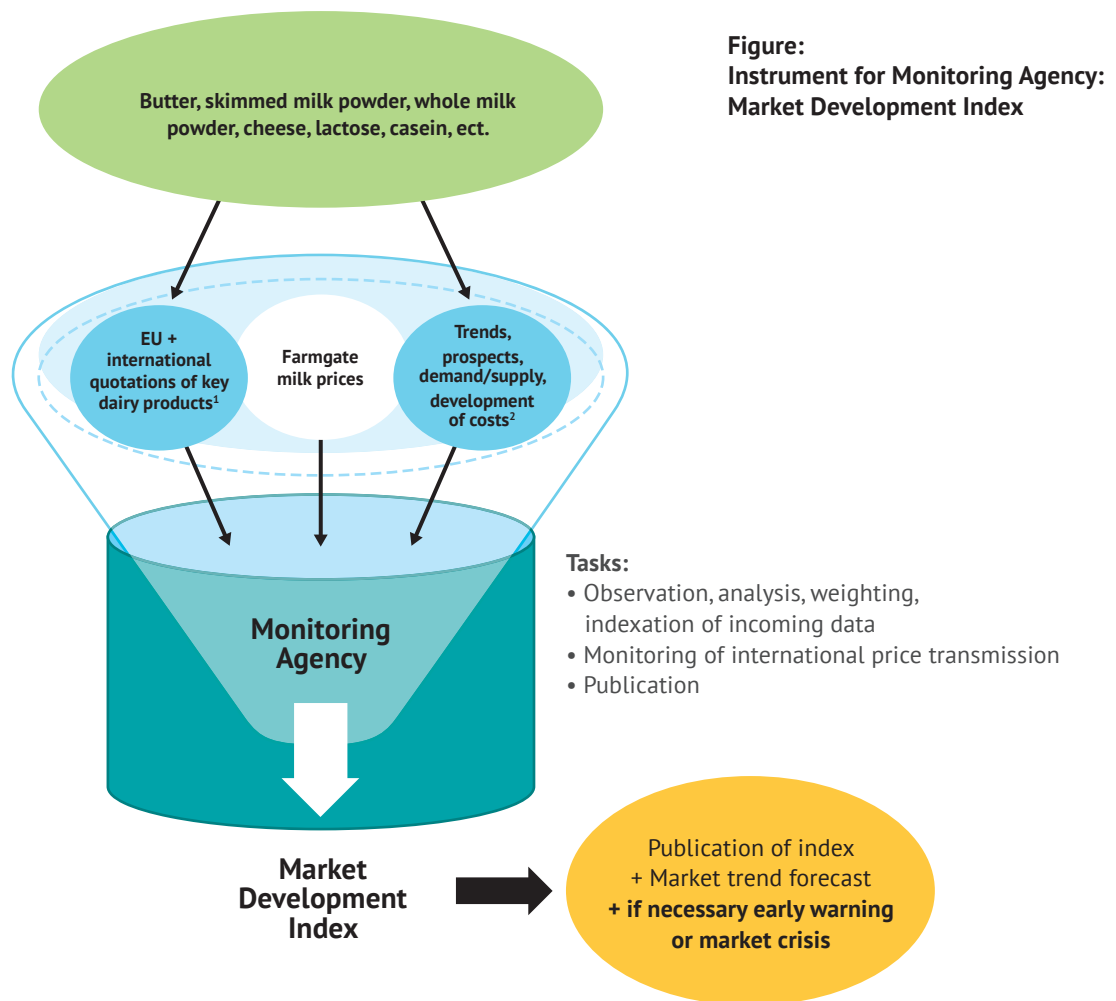 Figure:
Instrument for Monitoring Agency:
Market Development Index
Butter, skimmed milk powder, whole milk
powder, cheese, lactose, casein, ect.
EU +
international
quotations of key
dairy products¹
Farmgate
milk prices
Trends,
prospects,
demand/supply,
development
of costs²
Monitoring
Agency
Tasks:
• Observation, analysis, weighting,
indexation of incoming data
• Monitoring of international price transmission
• Publication
Market
Development
Index
Publication of index
+ Market trend forecast
+ if necessary early warning
or market crisis